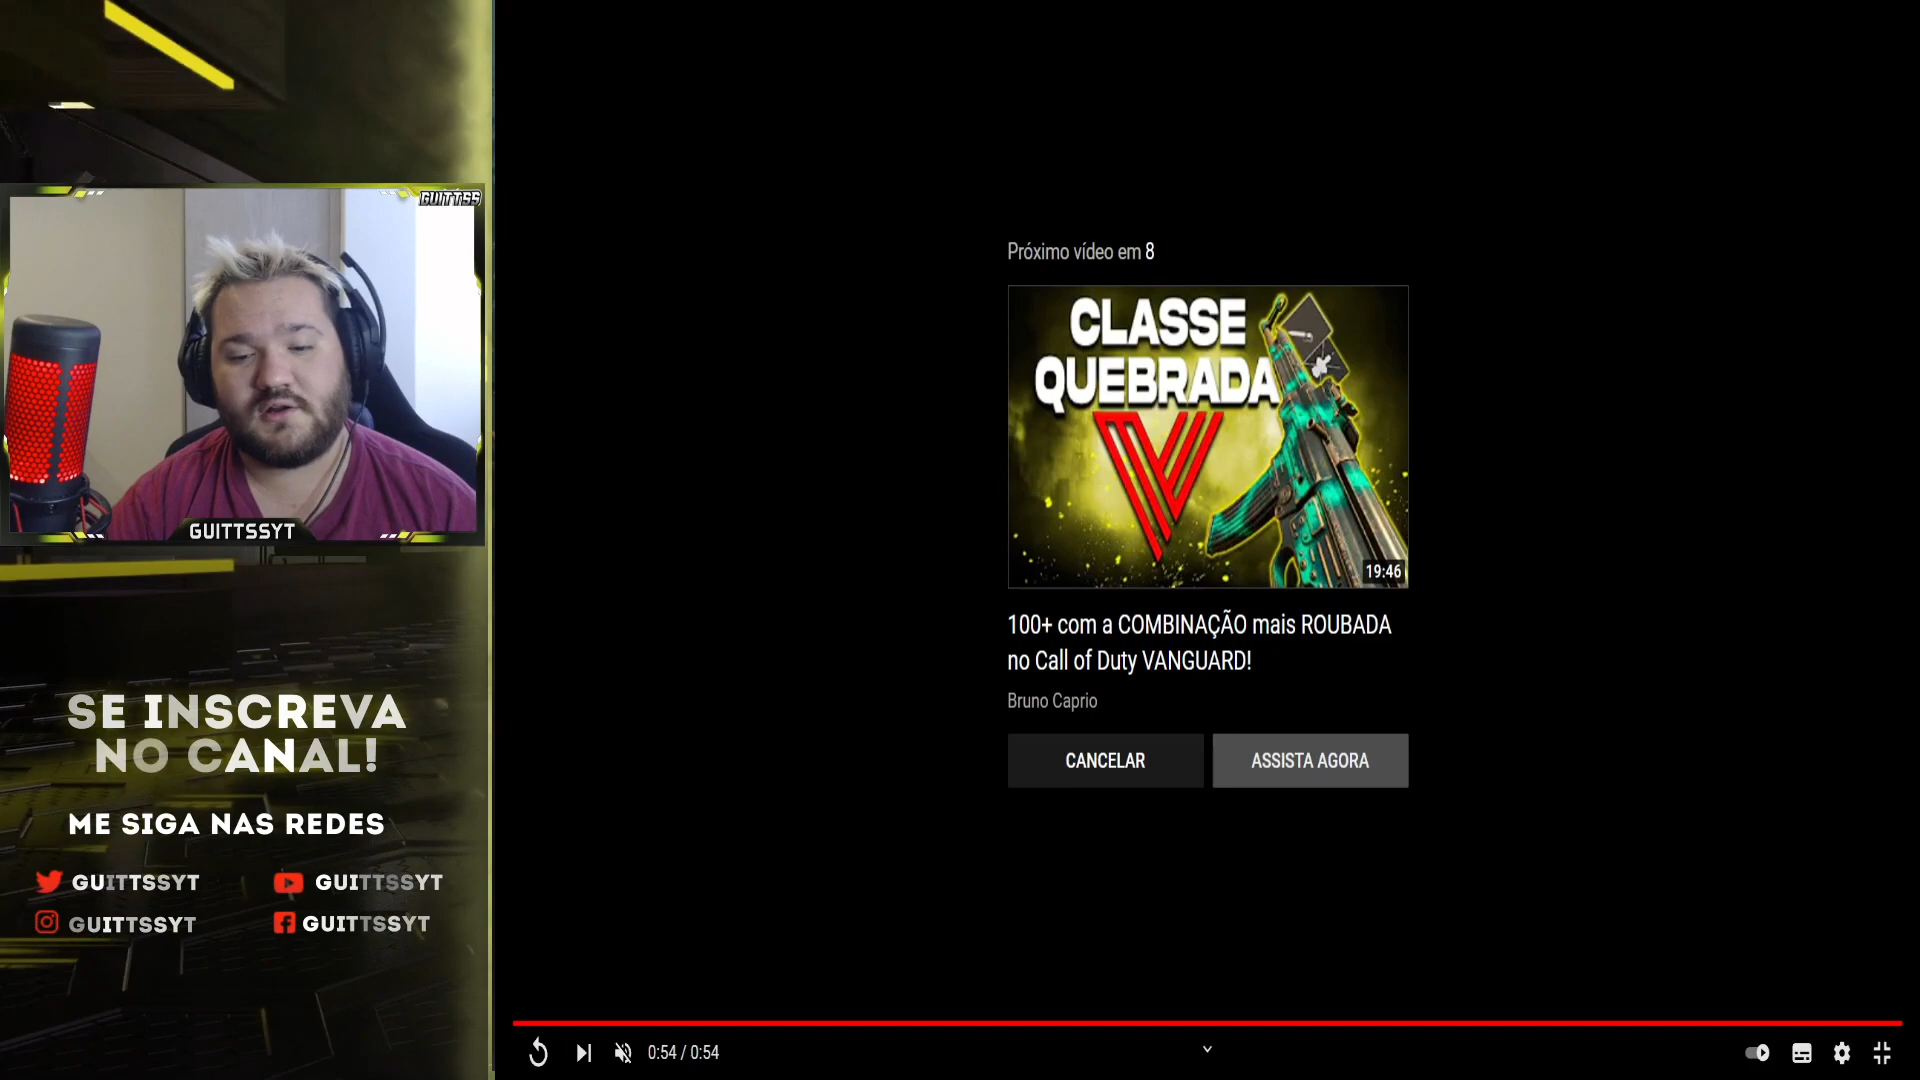 GUITTSS
GUITTSSYT
SE INSCREVA
NO CANAL!
ME SIGA NAS REDES
GUITTSSYT
GUITTSSYT
GUITTSSYT
GUITTSSYT
Próximo vídeo em 8
CLASSE
QUEBRADA
V
19:46
100+ com a COMBINAÇÃO mais ROUBADA
no Call of Duty VANGUARD!
Bruno Caprio
CANCELAR
ASSISTA AGORA
0:54 / 0:54